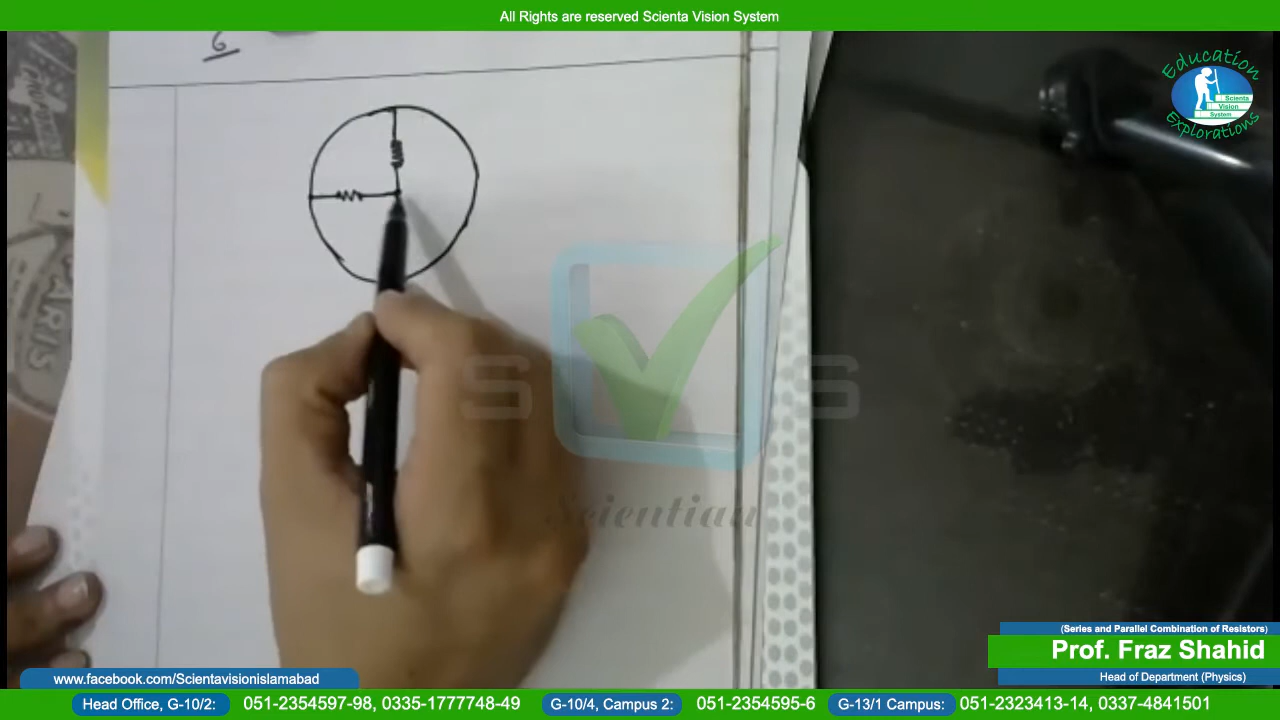 All Rights are reserved Scienta Vision System
6
Education
Scienta
Vision
System
Explorations
S S
Scientian
(Series and Parallel Combination of Resistors)
Prof. Fraz Shahid
Head of Department (Physics)
www.facebook.com/Scientavisionislamabad
Head Office, G-10/2: 051-2354597-98, 0335-1777748-49 G-10/4, Campus 2: 051-2354595-6 G-13/1 Campus: 051-2323413-14, 0337-4841501